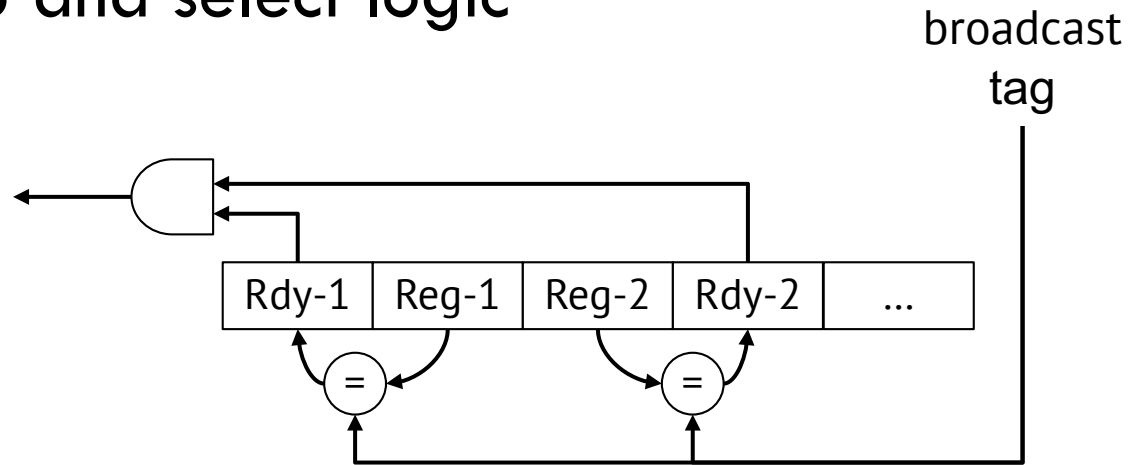 and select logic
broadcast
tag
Rdy-1 Reg-1 Reg-2 Rdy-2 ...
= =